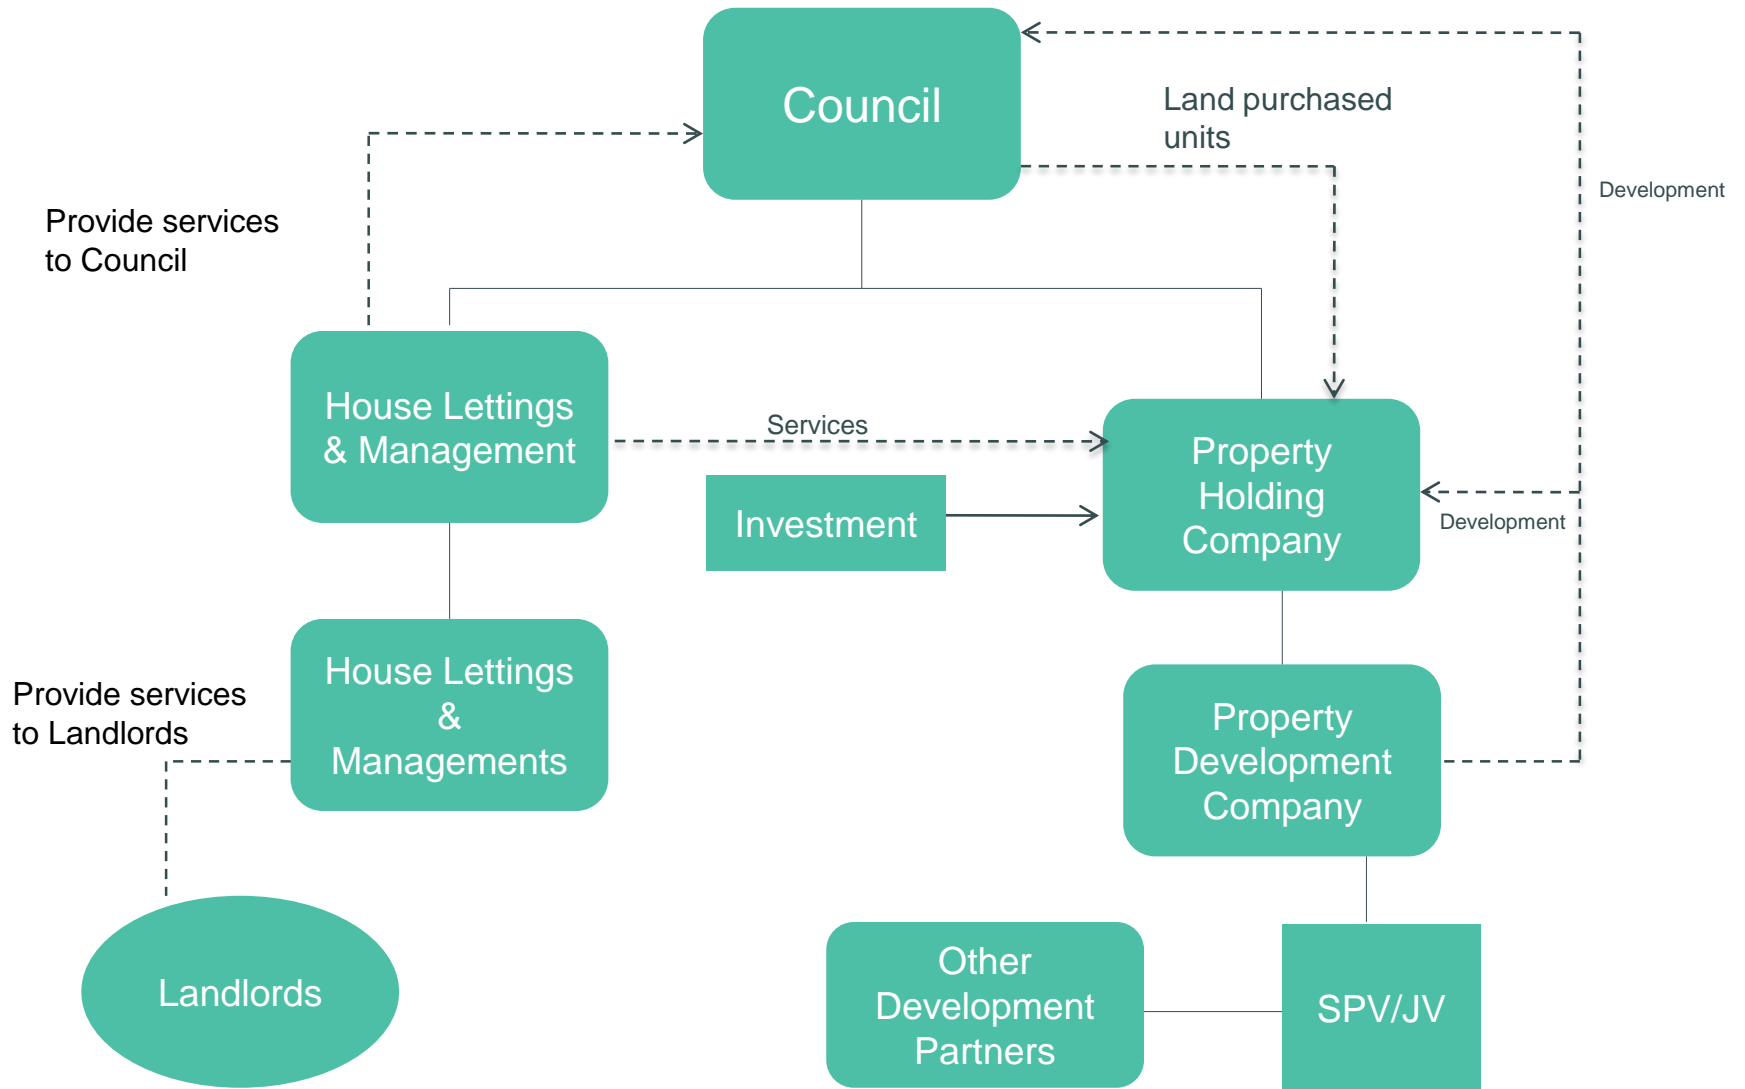 Council
Land purchased
units
Development
Provide services
to Council
House Lettings
& Management
Services
Property
Holding
Company
Investment
Development
House Lettings
&
Managements
Provide services
to Landlords
Property
Development
Company
Landlords
Other
Development
Partners
SPV/JV